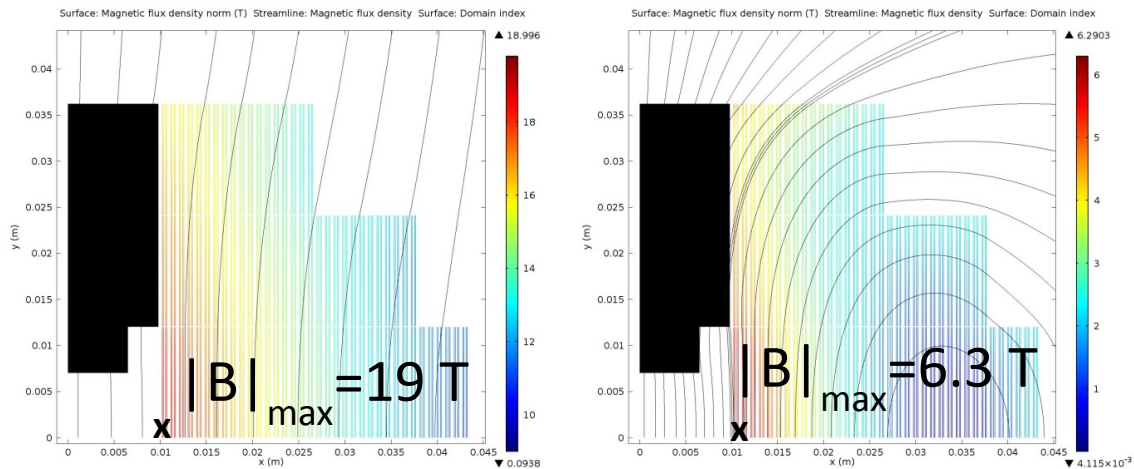 Surface: Magnetic flux density norm (T)  Streamline: Magnetic flux density  Surface: Domain index
▲ 18.996
0.04
0.035
0.03
0.025
0.02
0.015
0.01
0.005
0
y (m)
0 0.005 0.01 0.015 0.02 0.025 0.03 0.035 0.04 0.045
x (m)
18
16
14
12
10
▼ 0.0938
|B|max=19 T
x
Surface: Magnetic flux density norm (T)  Streamline: Magnetic flux density  Surface: Domain index
▲ 6.2903
0.04
0.035
0.03
0.025
0.02
0.015
0.01
0.005
0
y (m)
0 0.005 0.01 0.015 0.02 0.025 0.03 0.035 0.04 0.045
x (m)
6
5
4
3
2
1
▼ 4.115×10⁻³
|B|max=6.3 T
x